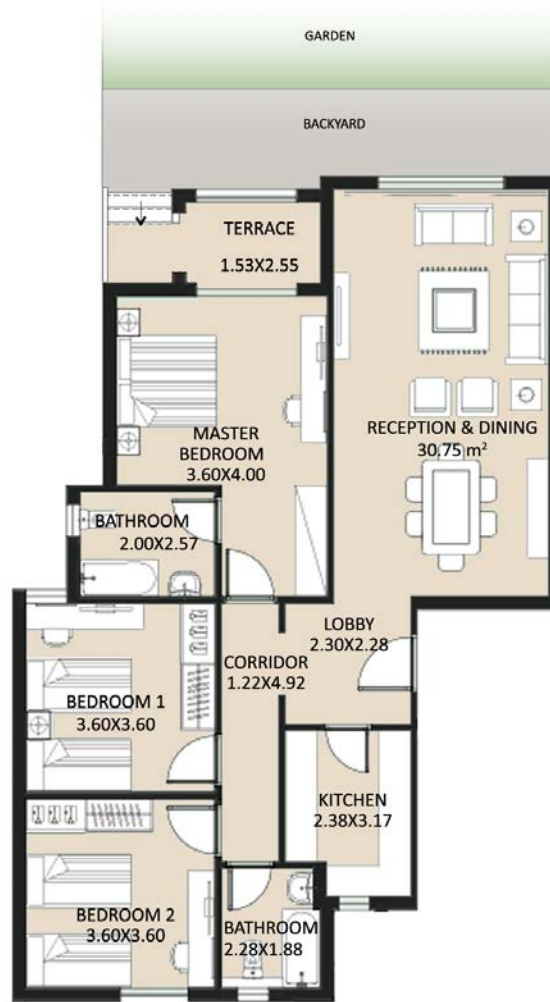 GARDEN
BACKYARD
TERRACE
1.53X2.55
MASTER
BEDROOM
3.60X4.00
RECEPTION & DINING
30,75 m²
BATHROOM
2.00X2.57
LOBBY
2.30X2.28
CORRIDOR
1.22X4.92
BEDROOM 1
3.60X3.60
KITCHEN
2.38X3.17
BEDROOM 2
3.60X3.60
BATHROOM
2.28X1.88